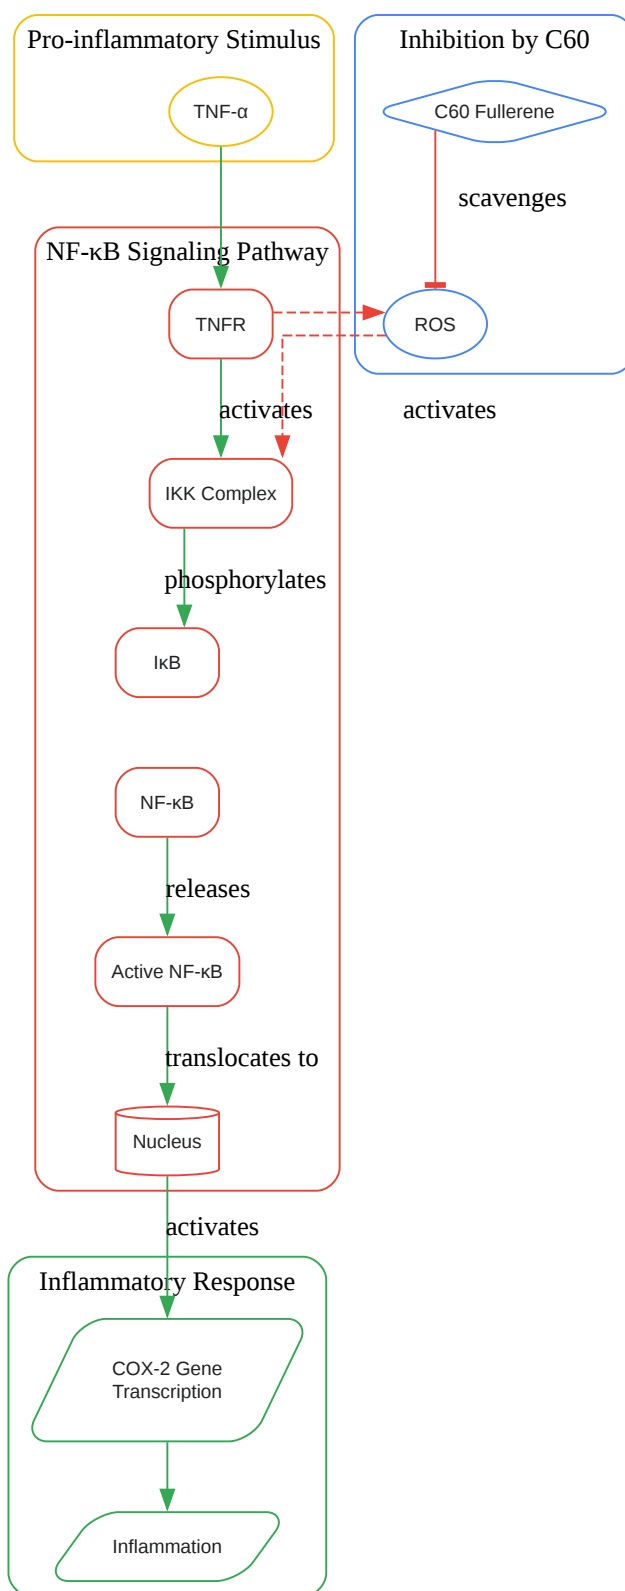 Pro-inflammatory Stimulus
Inhibition by C60
TNF-α
C60 Fullerene
scavenges
NF-κB Signaling Pathway
TNFR
ROS
activates
activates
IKK Complex
phosphorylates
IκB
NF-κB
releases
Active NF-κB
translocates to
Nucleus
activates
Inflammatory Response
COX-2 Gene
Transcription
Inflammation